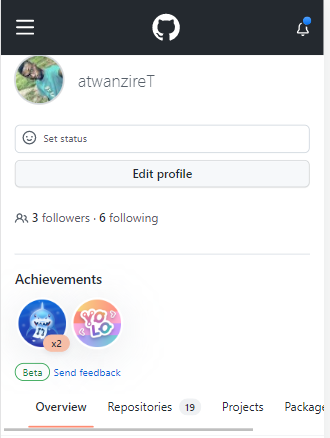 atwanzireT
Set status
Edit profile
3 followers · 6 following
Achievements
x2
YOLO
Beta Send feedback
Overview Repositories 19 Projects Package